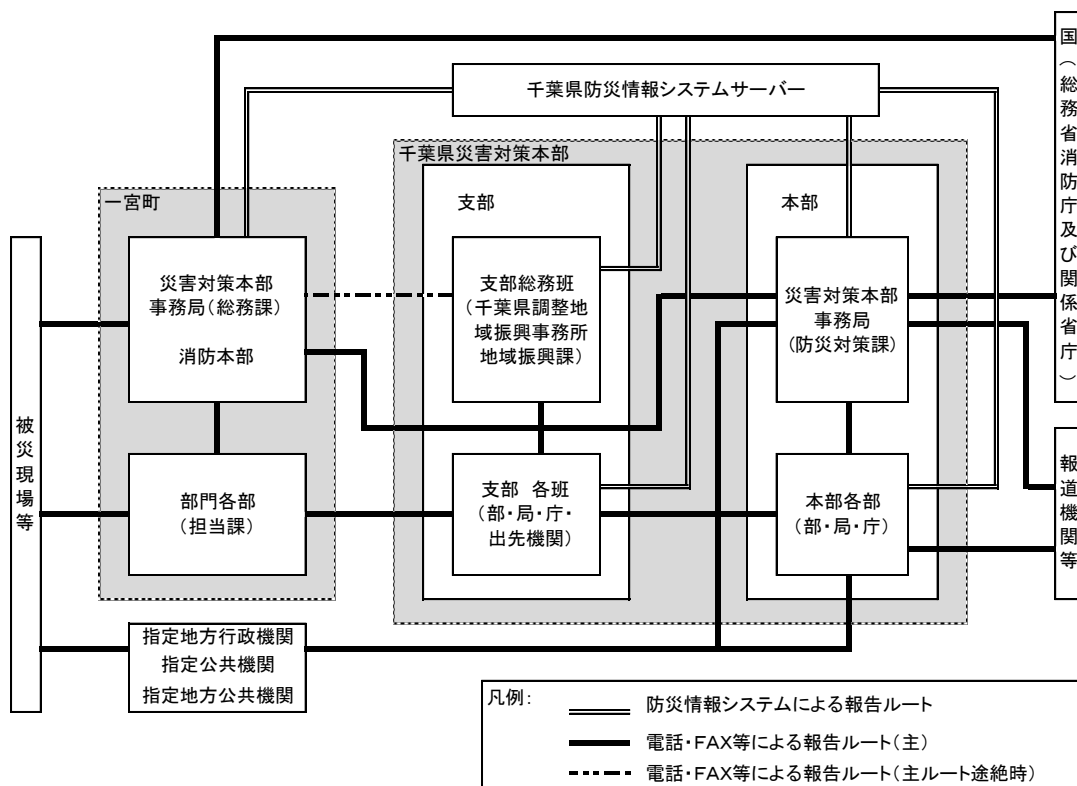 国(総務省消防庁及び関係省庁)
千葉県防災情報システムサーバー
千葉県災害対策本部
一宮町
支部
本部
災害対策本部
事務局(総務課)
消防本部
支部総務班
(千葉県調整地
域振興事務所
地域振興課)
災害対策本部
事務局
(防災対策課)
被災現場等
部門各部
(担当課)
支部 各班
(部・局・庁・
出先機関)
本部各部
(部・局・庁)
報道機関等
指定地方行政機関
指定公共機関
指定地方公共機関
凡例:
防災情報システムによる報告ルート
電話・FAX等による報告ルート(主)
電話・FAX等による報告ルート(主ルート途絶時)